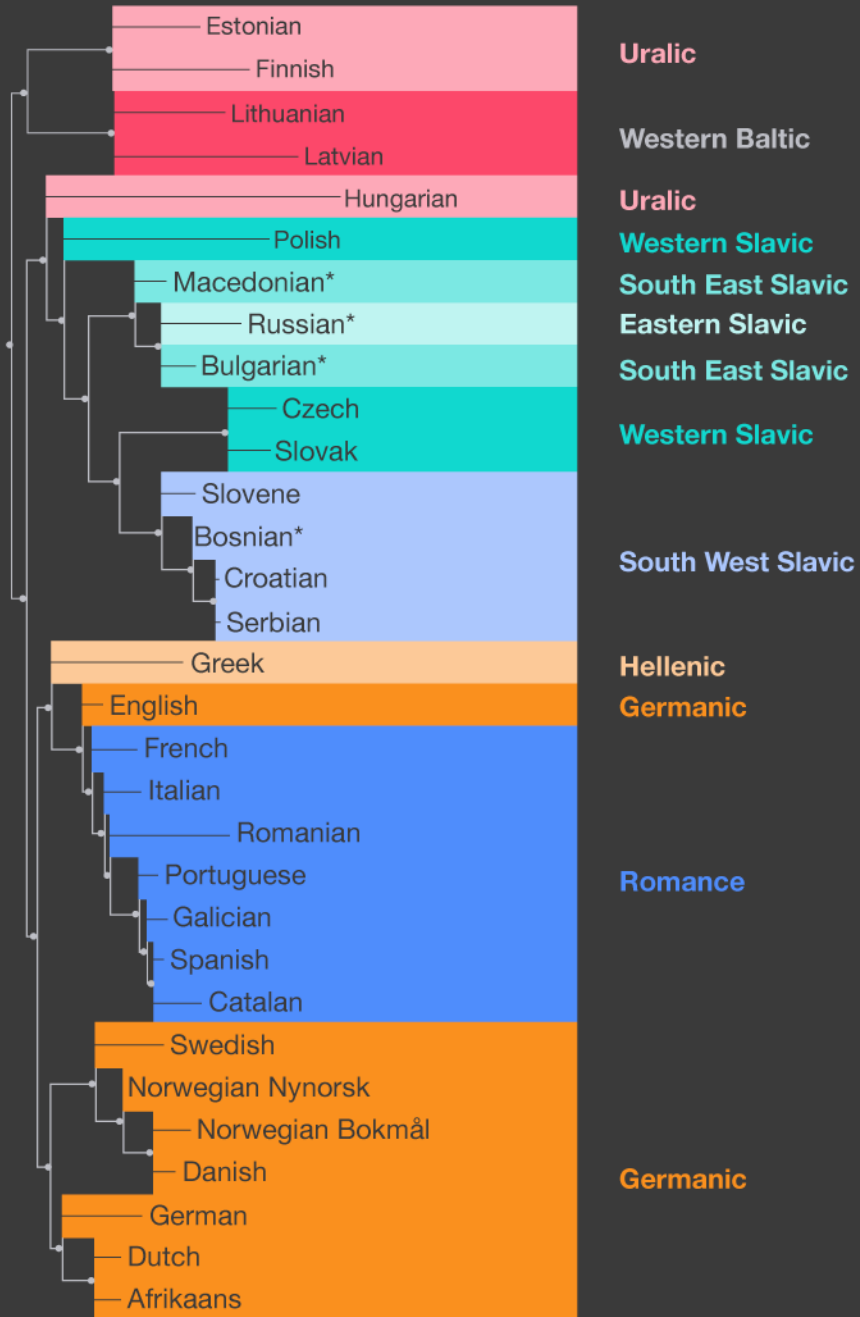 Estonian
Finnish
Uralic
Lithuanian
Latvian
Western Baltic
Hungarian
Uralic
Polish
Western Slavic
Macedonian*
South East Slavic
Russian*
Eastern Slavic
Bulgarian*
South East Slavic
Czech
Slovak
Western Slavic
Slovene
Bosnian*
Croatian
Serbian
South West Slavic
Greek
Hellenic
English
Germanic
French
Italian
Romanian
Portuguese
Galician
Spanish
Catalan
Romance
Swedish
Norwegian Nynorsk
Norwegian Bokmål
Danish
German
Dutch
Afrikaans
Germanic